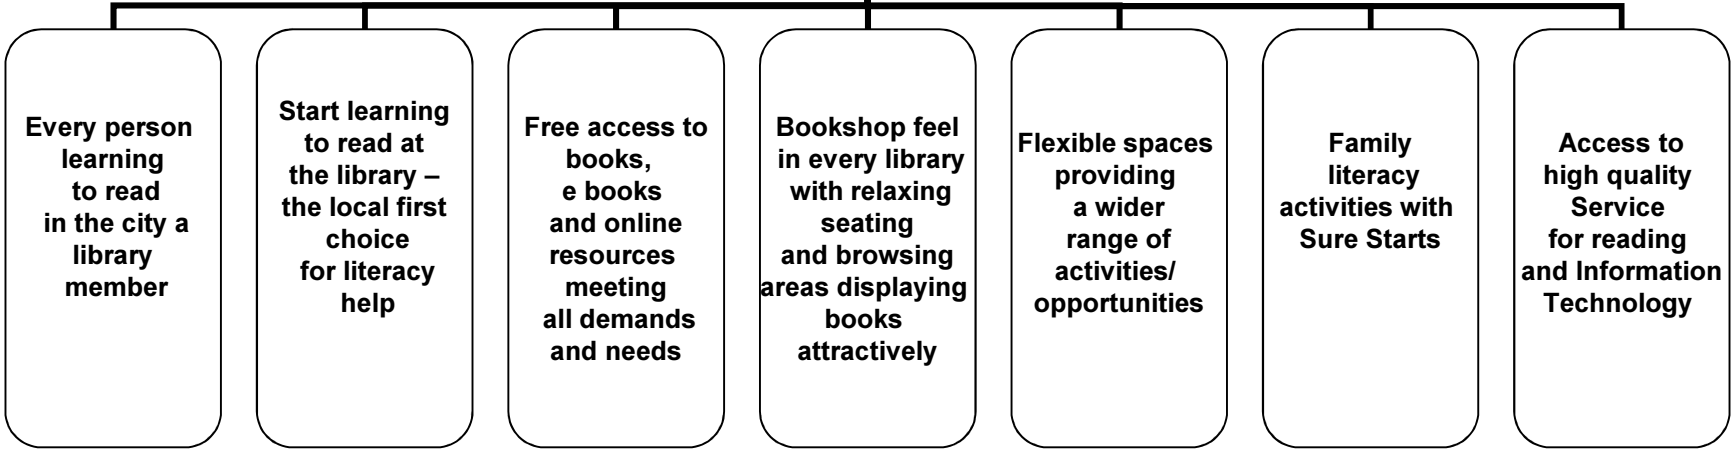 Every person
learning
to read
in the city a
library
member
Start learning
to read at
the library –
the local first
choice
for literacy
help
Free access to
books,
e books
and online
resources
meeting
all demands
and needs
Bookshop feel
in every library
with relaxing
seating
and browsing
areas displaying
books
attractively
Flexible spaces
providing
a wider
range of
activities/
opportunities
Family
literacy
activities with
Sure Starts
Access to
high quality
Service
for reading
and Information
Technology